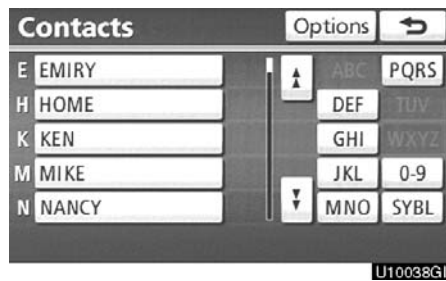 Contacts Options
E EMIRY ABC PQRS
H HOME DEF TUV
K KEN GHI WXYZ
M MIKE JKL 0-9
N NANCY MNO SYBL
U10038GI